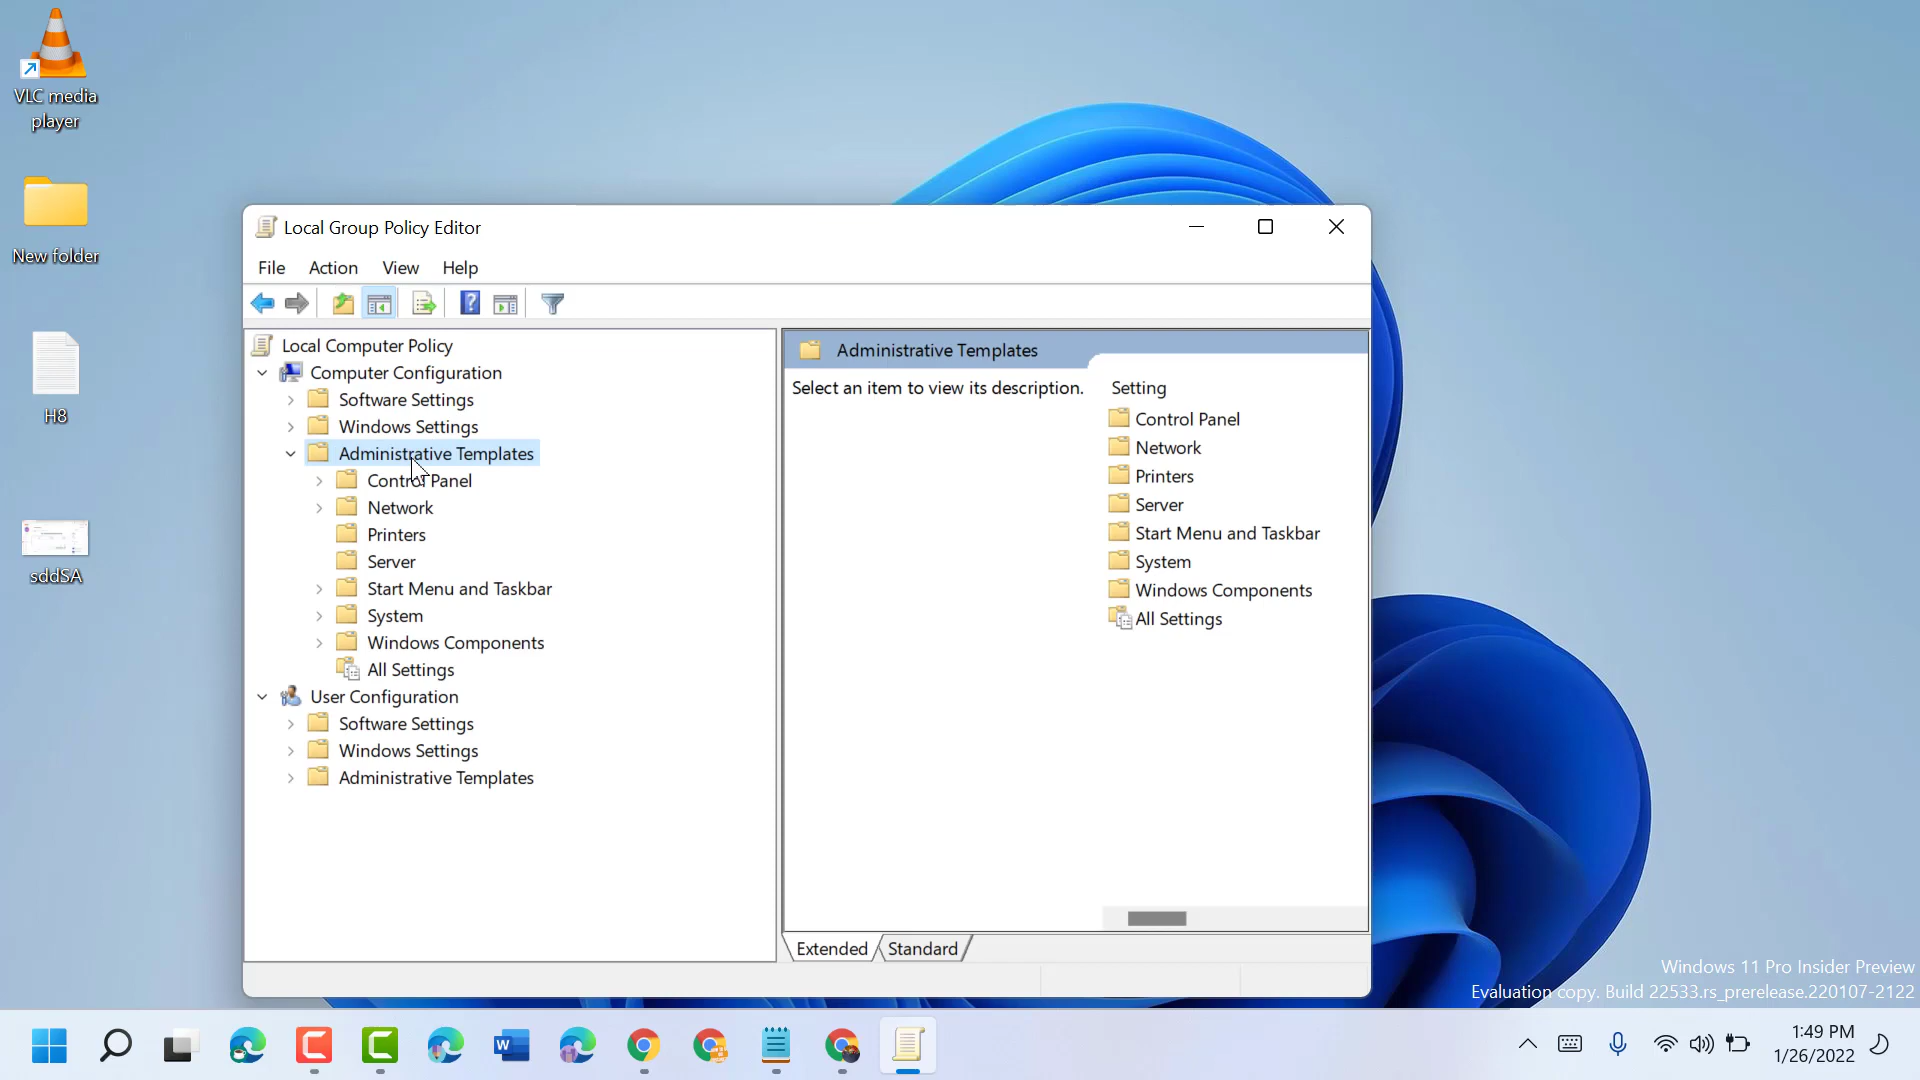 VLC media
player
New folder
H8
sddSA
Local Group Policy Editor
File Action View Help
Local Computer Policy
Computer Configuration
Software Settings
Windows Settings
Administrative Templates
Control Panel
Network
Printers
Server
Start Menu and Taskbar
System
Windows Components
All Settings
User Configuration
Software Settings
Windows Settings
Administrative Templates
Administrative Templates
Select an item to view its description.
Setting
Control Panel
Network
Printers
Server
Start Menu and Taskbar
System
Windows Components
All Settings
Extended Standard
Windows 11 Pro Insider Preview
Evaluation copy. Build 22533.rs_prerelease.220107-2122
1:49 PM
1/26/2022